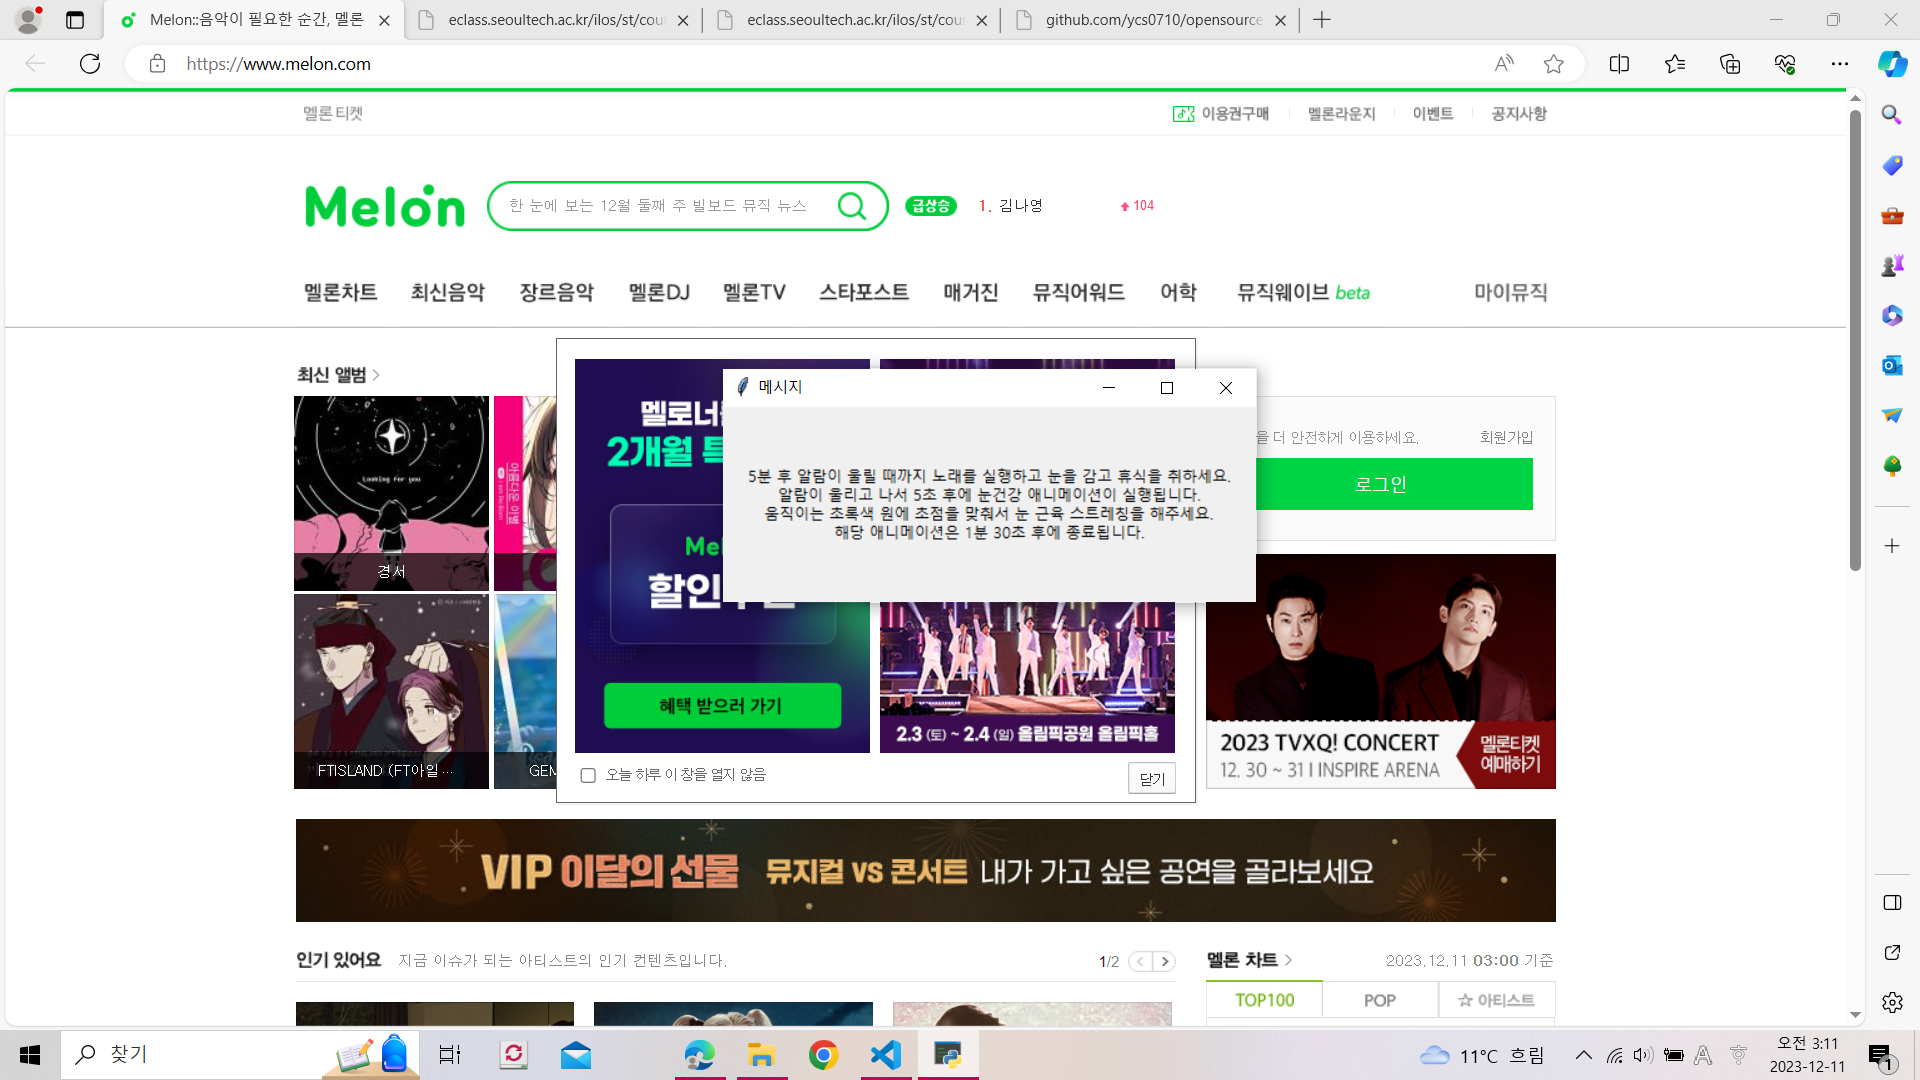 Melon::음악이 필요한 순간, 멜론
eclass.seoultech.ac.kr/ilos/st/cou
eclass.seoultech.ac.kr/ilos/st/cou
github.com/ycs0710/opensource
https://www.melon.com
멜론티켓
이용권구매
멜론라운지
이벤트
공지사항
Melon
한 눈에 보는 12월 둘째 주 빌보드 뮤직 뉴스
급상승
1. 김나영
104
멜론차트
최신음악
장르음악
멜론DJ
멜론TV
스타포스트
매거진
뮤직어워드
어학
뮤직웨이브 beta
마이뮤직
최신 앨범
Looking for you
경서
FTISLAND (FT아일…
멜로너
2개월 특
할인
혜택 받으러 가기
메시지
5분 후 알람이 울릴 때까지 노래를 실행하고 눈을 감고 휴식을 취하세요.
알람이 울리고 나서 5초 후에 눈건강 애니메이션이 실행됩니다.
움직이는 초록색 원에 초점을 맞춰서 눈 근육 스트레칭을 해주세요.
해당 애니메이션은 1분 30초 후에 종료됩니다.
2.3 (토) ~ 2.4 (일) 올림픽공원 올림픽홀
오늘 하루 이 창을 열지 않음
닫기
을 더 안전하게 이용하세요.
회원가입
로그인
2023 TVXQ! CONCERT
12. 30 ~ 31 I INSPIRE ARENA
멜론티켓
예매하기
VIP 이달의 선물 뮤지컬 vs 콘서트 내가 가고 싶은 공연을 골라보세요
인기 있어요
지금 이슈가 되는 아티스트의 인기 컨텐츠입니다.
1/2
멜론 차트
2023.12.11 03:00 기준
TOP100
POP
아티스트
찾기
11°C 흐림
오전 3:11
2023-12-11
1